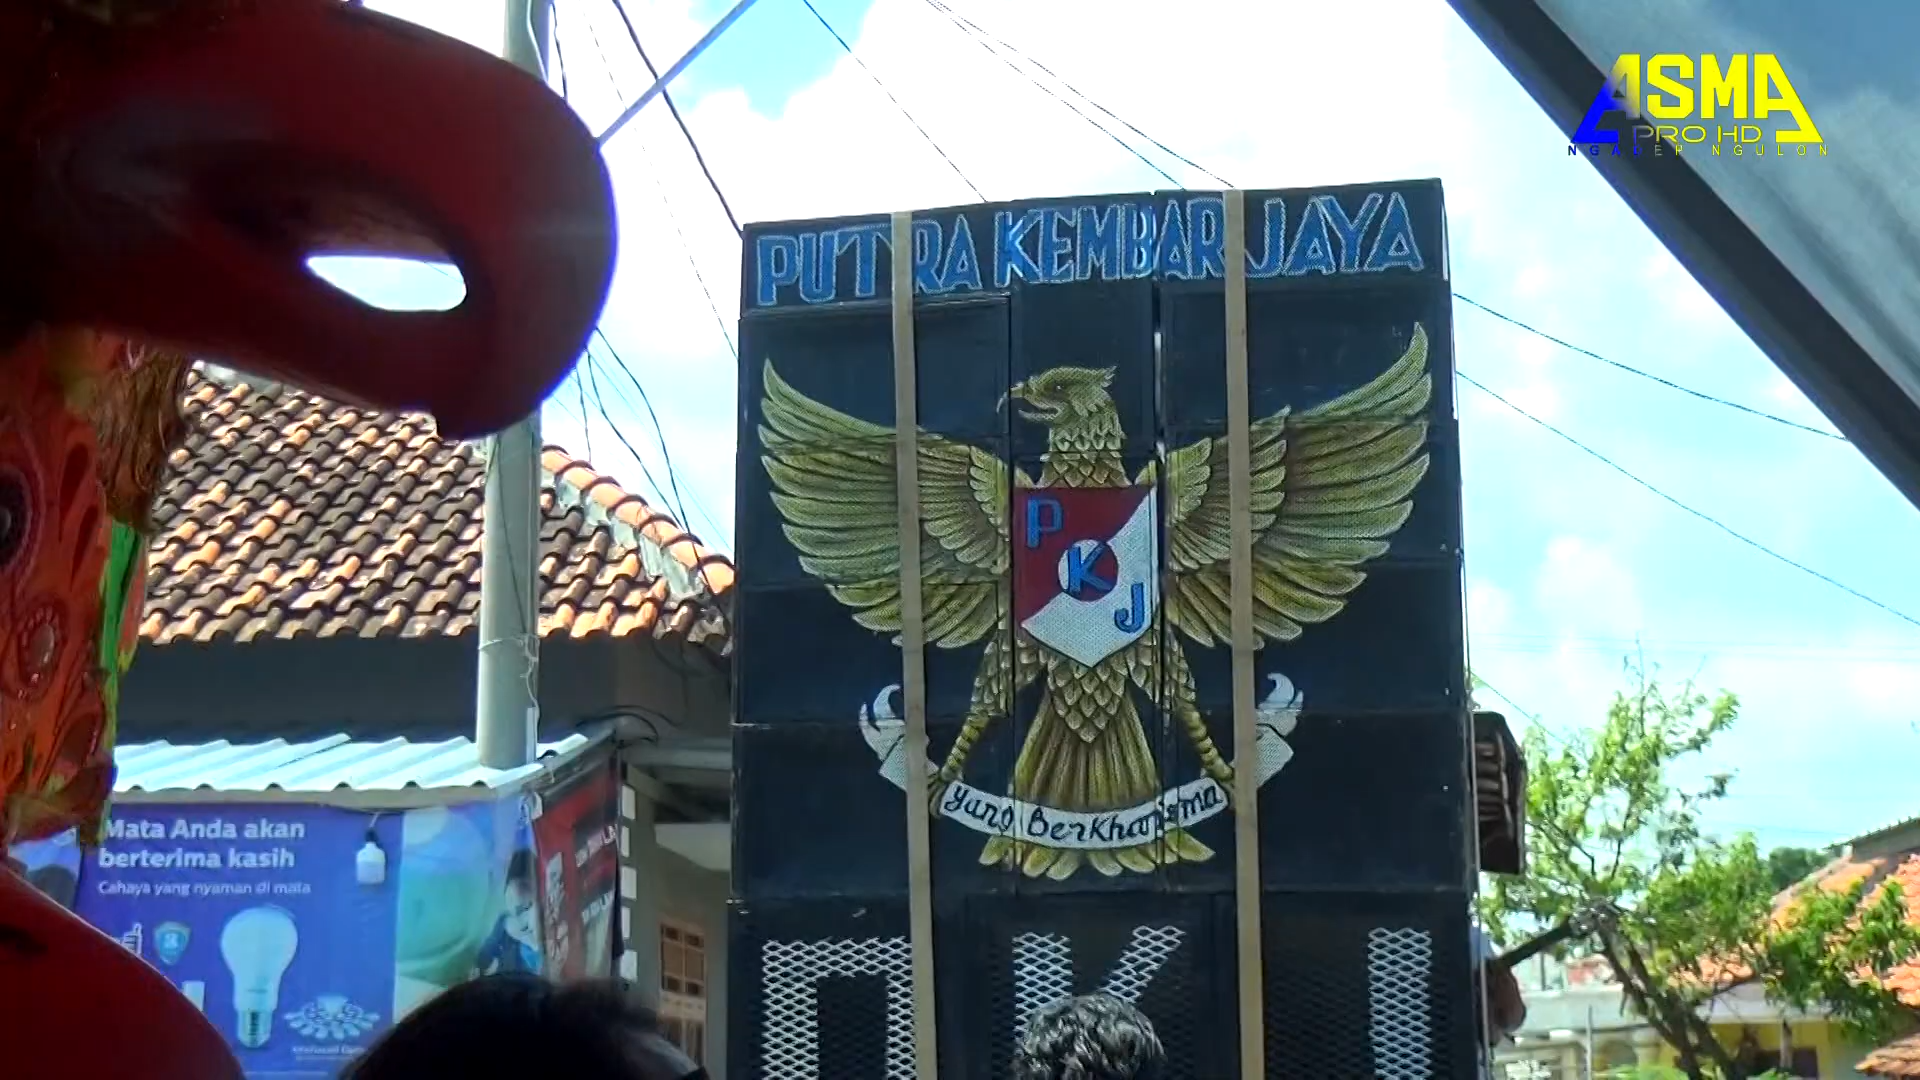 ASMA
PRO HD
NGADEP NGULON
PUTRA KEMBAR JAYA
P
K
J
yang Berkharisma
PKJ
Mata Anda akan
berterima kasih
Cahaya yang nyaman di mata